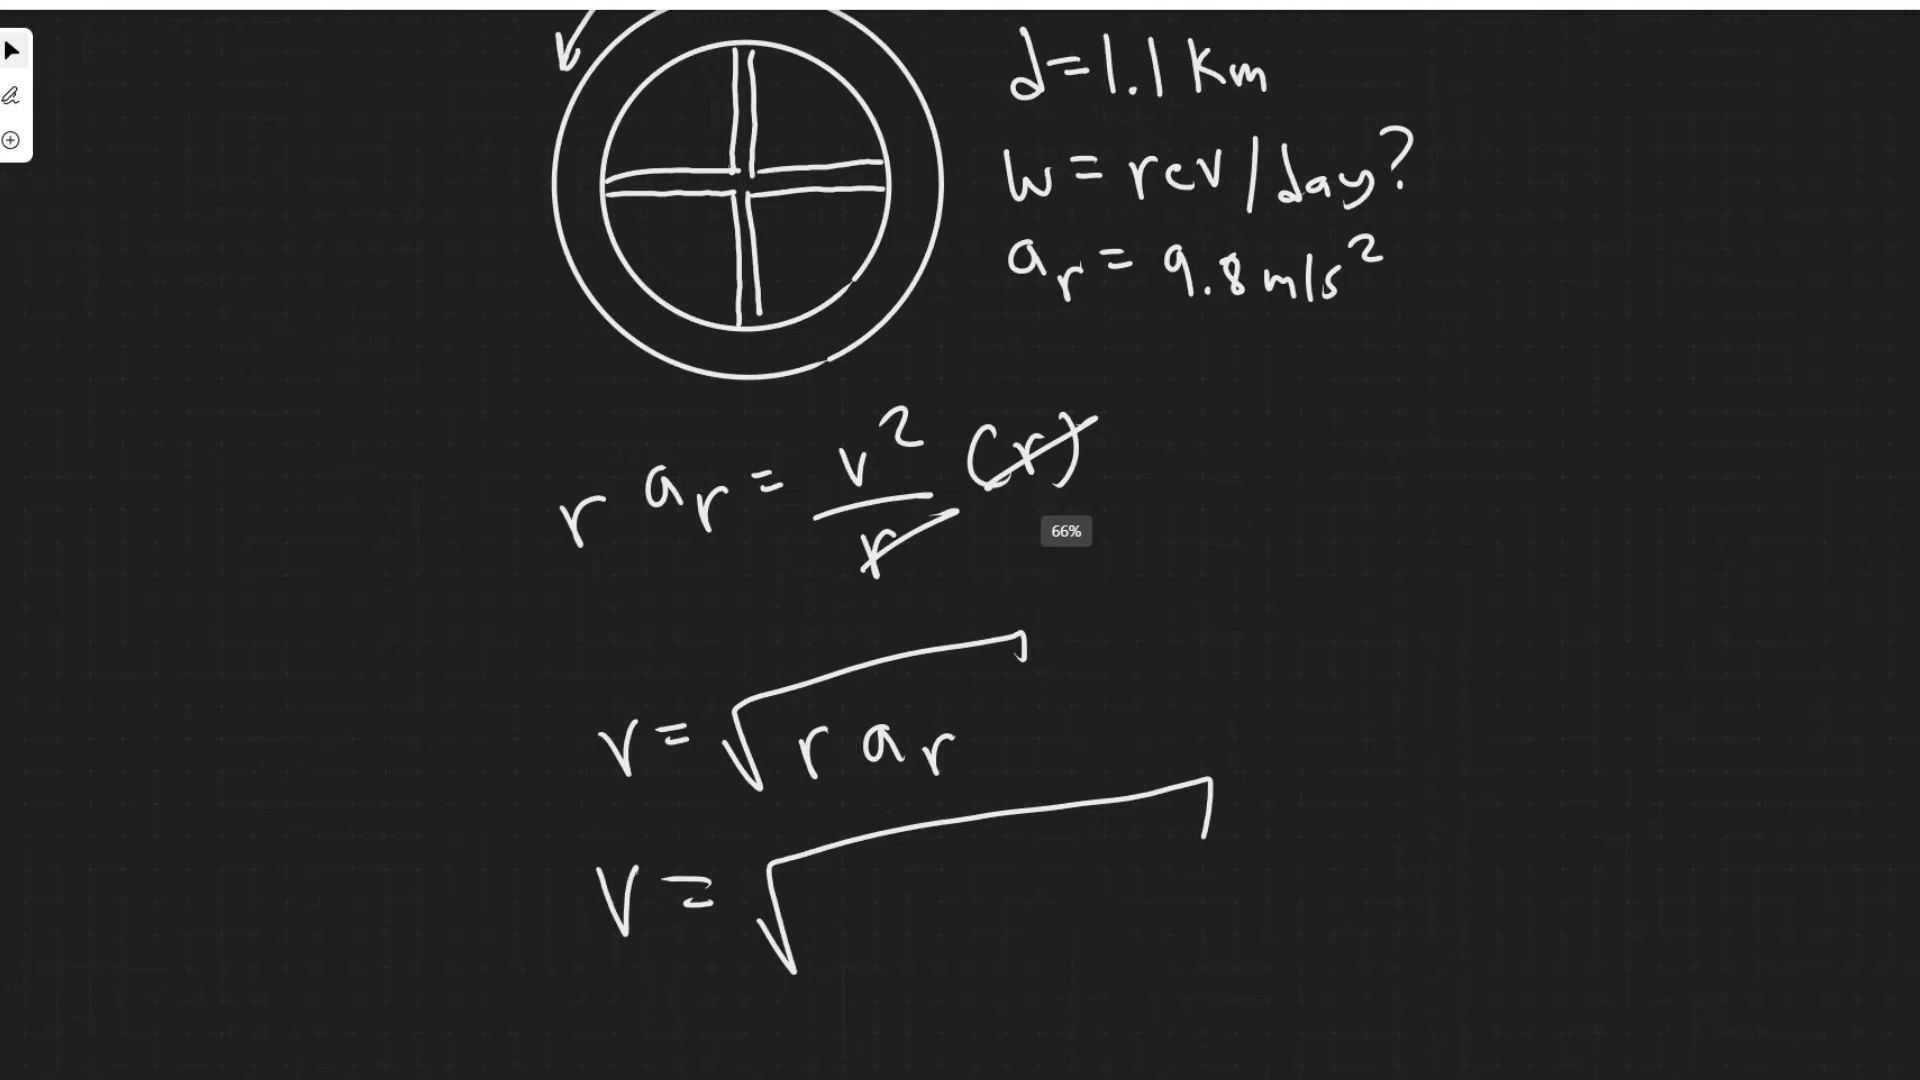 d=1.1 Km
w = rev/day?
ar = 9.8 m/s²
r ar = v²/r (r)
66%
v = √r ar
v = √